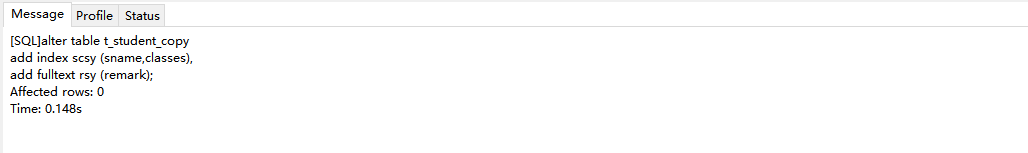 Message Profile Status
[SQL]alter table t_student_copy
add index scsy (sname,classes),
add fulltext rsy (remark);
Affected rows: 0
Time: 0.148s